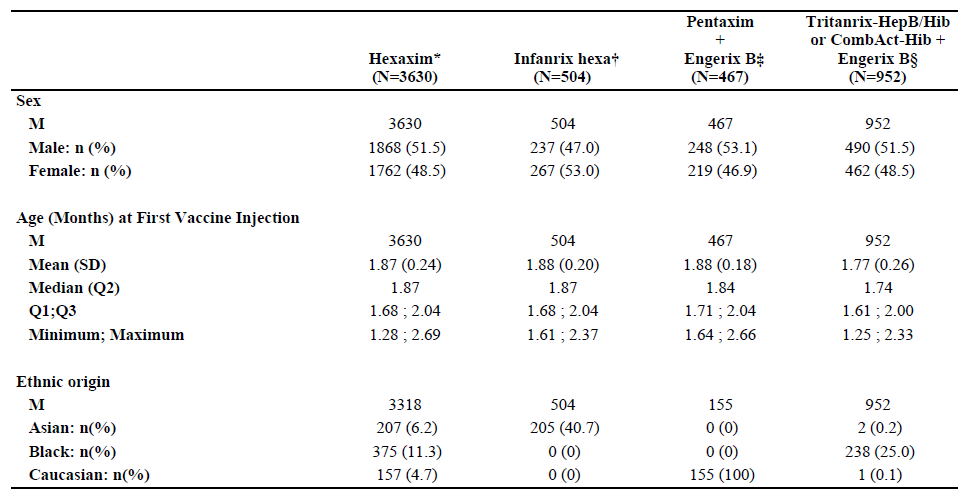 Hexaxim* (N=3630) Infanrix hexa† (N=504) Pentaxim + Engerix B‡ (N=467) Tritanrix-HepB/Hib or CombAct-Hib + Engerix B§ (N=952)
Sex
M 3630 504 467 952
Male: n (%) 1868 (51.5) 237 (47.0) 248 (53.1) 490 (51.5)
Female: n (%) 1762 (48.5) 267 (53.0) 219 (46.9) 462 (48.5)
Age (Months) at First Vaccine Injection
M 3630 504 467 952
Mean (SD) 1.87 (0.24) 1.88 (0.20) 1.88 (0.18) 1.77 (0.26)
Median (Q2) 1.87 1.87 1.84 1.74
Q1;Q3 1.68 ; 2.04 1.68 ; 2.04 1.71 ; 2.04 1.61 ; 2.00
Minimum; Maximum 1.28 ; 2.69 1.61 ; 2.37 1.64 ; 2.66 1.25 ; 2.33
Ethnic origin
M 3318 504 155 952
Asian: n(%) 207 (6.2) 205 (40.7) 0 (0) 2 (0.2)
Black: n(%) 375 (11.3) 0 (0) 0 (0) 238 (25.0)
Caucasian: n(%) 157 (4.7) 0 (0) 155 (100) 1 (0.1)